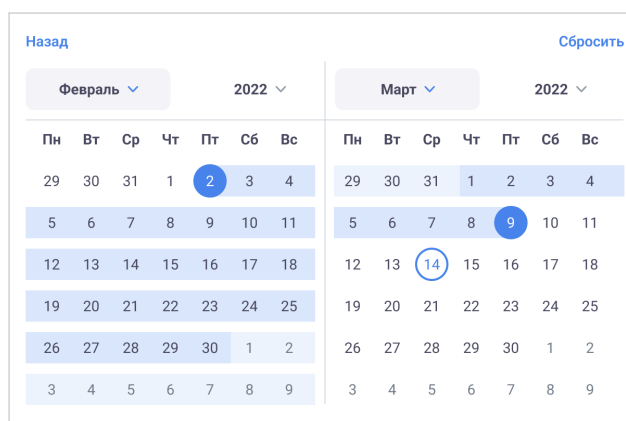 Назад Сбросить
Февраль 2022 Март 2022
Пн Вт Ср Чт Пт Сб Вс Пн Вт Ср Чт Пт Сб Вс
29 30 31 1 2 3 4 29 30 31 1 2 3 4
5 6 7 8 9 10 11 5 6 7 8 9 10 11
12 13 14 15 16 17 18 12 13 14 15 16 17 18
19 20 21 22 23 24 25 19 20 21 22 23 24 25
26 27 28 29 30 1 2 26 27 28 29 30 1 2
3 4 5 6 7 8 9 3 4 5 6 7 8 9